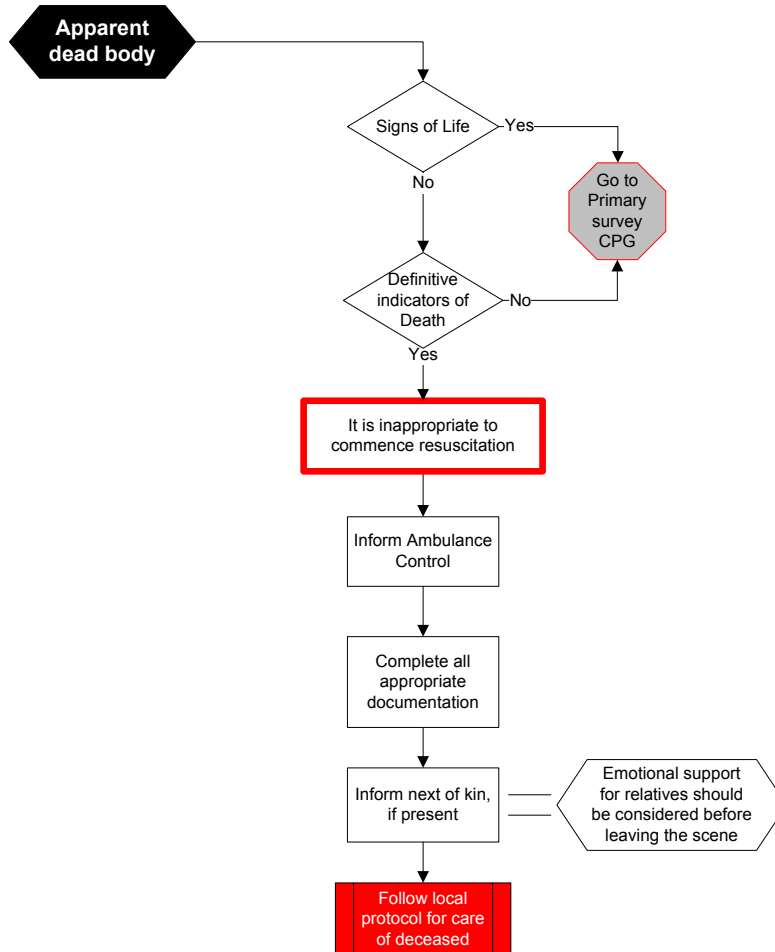 Apparent
dead body
Signs of Life
Yes
No
Go to
Primary
survey
CPG
Definitive
indicators of
Death
No
Yes
It is inappropriate to
commence resuscitation
Inform Ambulance
Control
Complete all
appropriate
documentation
Inform next of kin,
if present
Emotional support
for relatives should
be considered before
leaving the scene
Follow local
protocol for care
of deceased